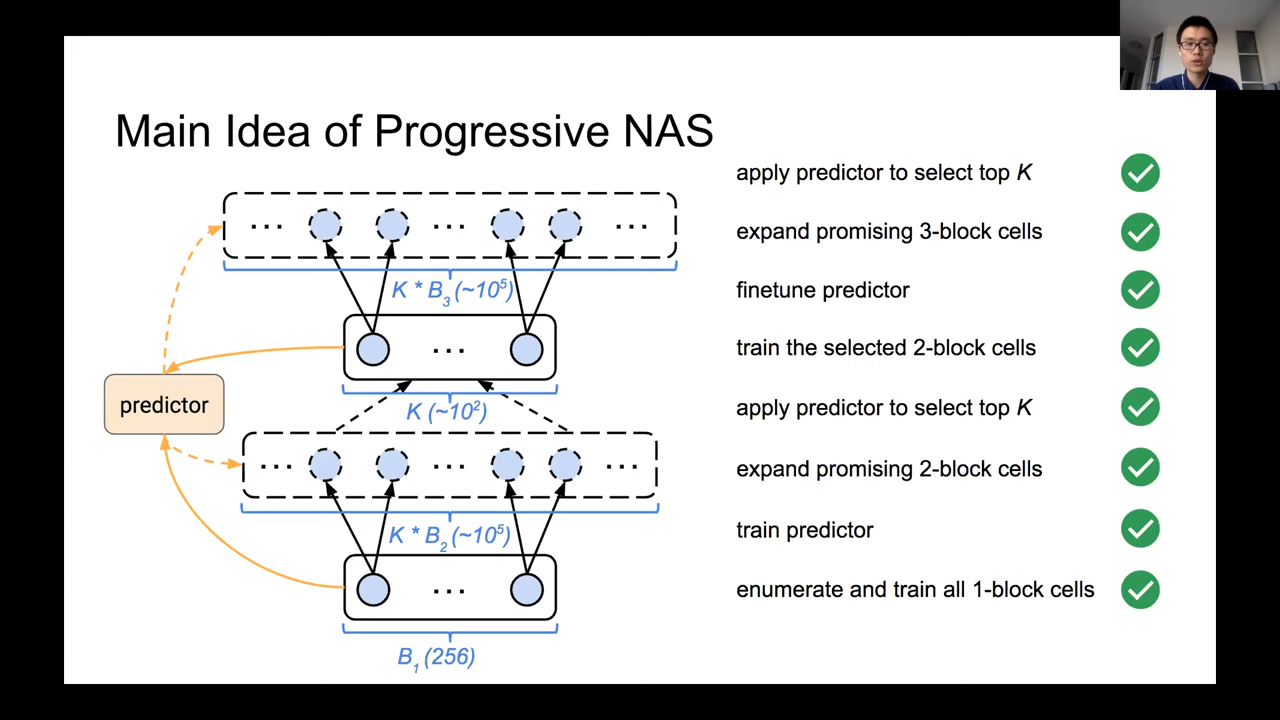 Main Idea of Progressive NAS
apply predictor to select top K
... ... ...
expand promising 3-block cells
K * B₃ (~10⁵)
finetune predictor
...
train the selected 2-block cells
predictor
K (~10²)
apply predictor to select top K
... ... ...
expand promising 2-block cells
K * B₂ (~10⁵)
train predictor
...
enumerate and train all 1-block cells
B₁ (256)